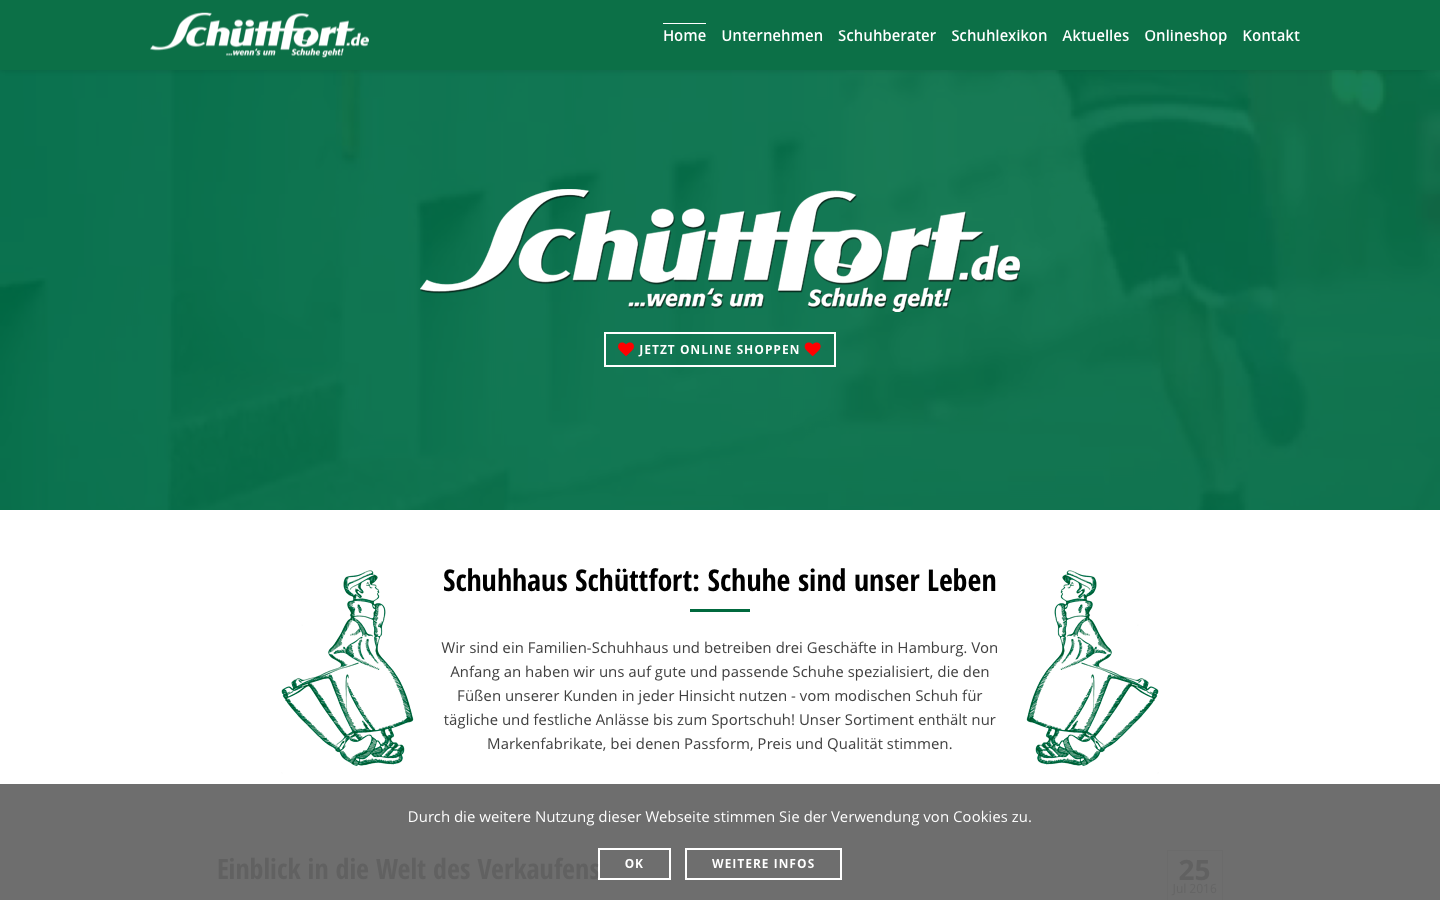 Schüttfort.de
...wenn's um Schuhe geht!
Home Unternehmen Schuhberater Schuhlexikon Aktuelles Onlineshop Kontakt
Schüttfort.de
...wenn's um Schuhe geht!
JETZT ONLINE SHOPPEN
Schuhhaus Schüttfort: Schuhe sind unser Leben
Wir sind ein Familien-Schuhhaus und betreiben drei Geschäfte in Hamburg. Von
Anfang an haben wir uns auf gute und passende Schuhe spezialisiert, die den
Füßen unserer Kunden in jeder Hinsicht nutzen - vom modischen Schuh für
tägliche und festliche Anlässe bis zum Sportschuh! Unser Sortiment enthält nur
Markenfabrikate, bei denen Passform, Preis und Qualität stimmen.
Durch die weitere Nutzung dieser Webseite stimmen Sie der Verwendung von Cookies zu.
OK WEITERE INFOS
Einblick in die Welt des Verkaufens
25
Jul 2016